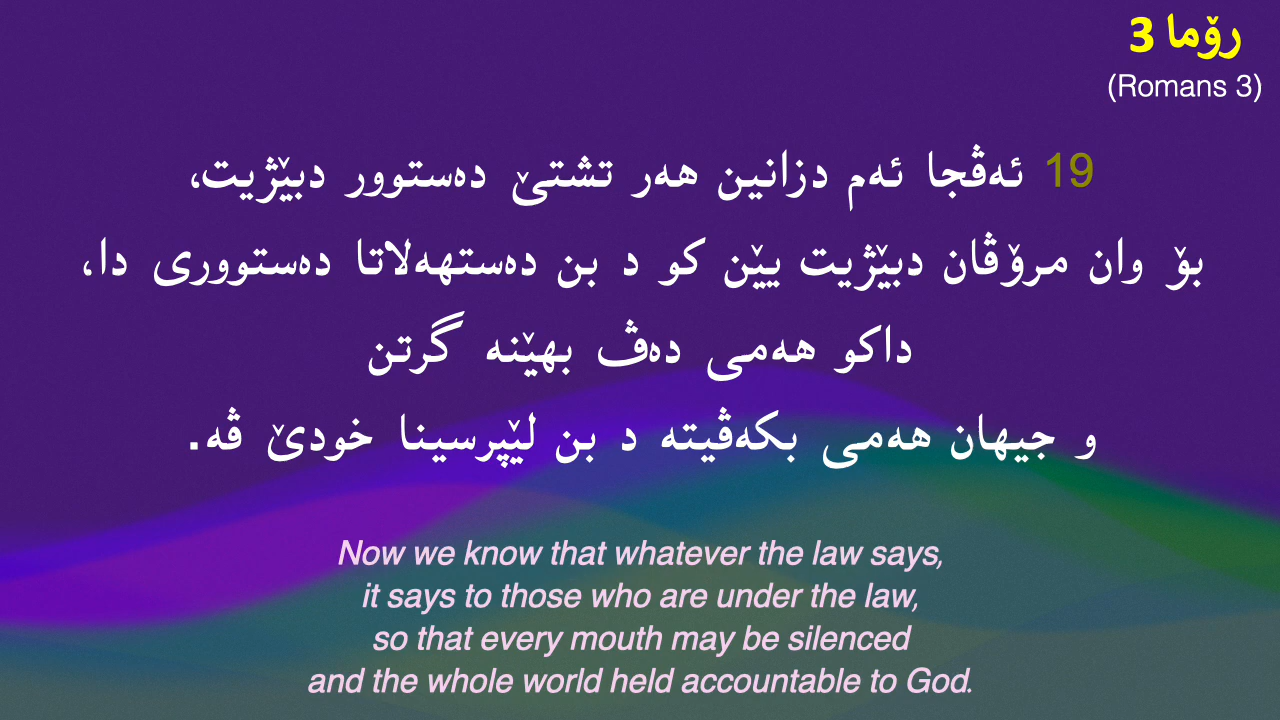 رۆما 3
(Romans 3)
19 ئەڤجا ئەم دزانین هەر تشتێ دەستوور دبێژیت،
بۆ وان مرۆڤان دبێژیت یێن کو د بن دەستهەلاتا دەستووری دا،
داکو هەمی دەڤ بهێنە گرتن
و جیهان هەمی بکەڤیتە د بن لێپرسینا خودێ ڤە.
Now we know that whatever the law says,
it says to those who are under the law,
so that every mouth may be silenced
and the whole world held accountable to God.